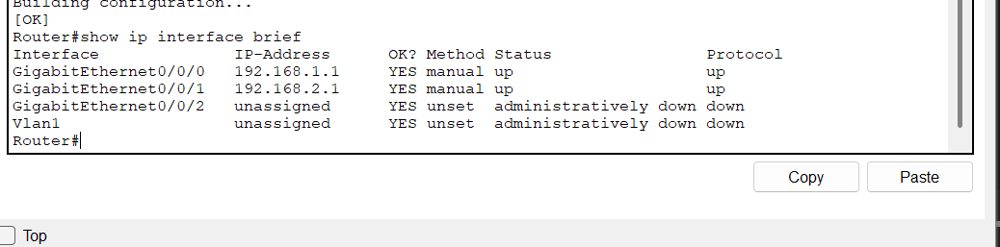 Building configuration...
[OK]
Router#show ip interface brief
Interface IP-Address OK? Method Status Protocol
GigabitEthernet0/0/0 192.168.1.1 YES manual up up
GigabitEthernet0/0/1 192.168.2.1 YES manual up up
GigabitEthernet0/0/2 unassigned YES unset administratively down down
Vlan1 unassigned YES unset administratively down down
Router#
Copy Paste
Top